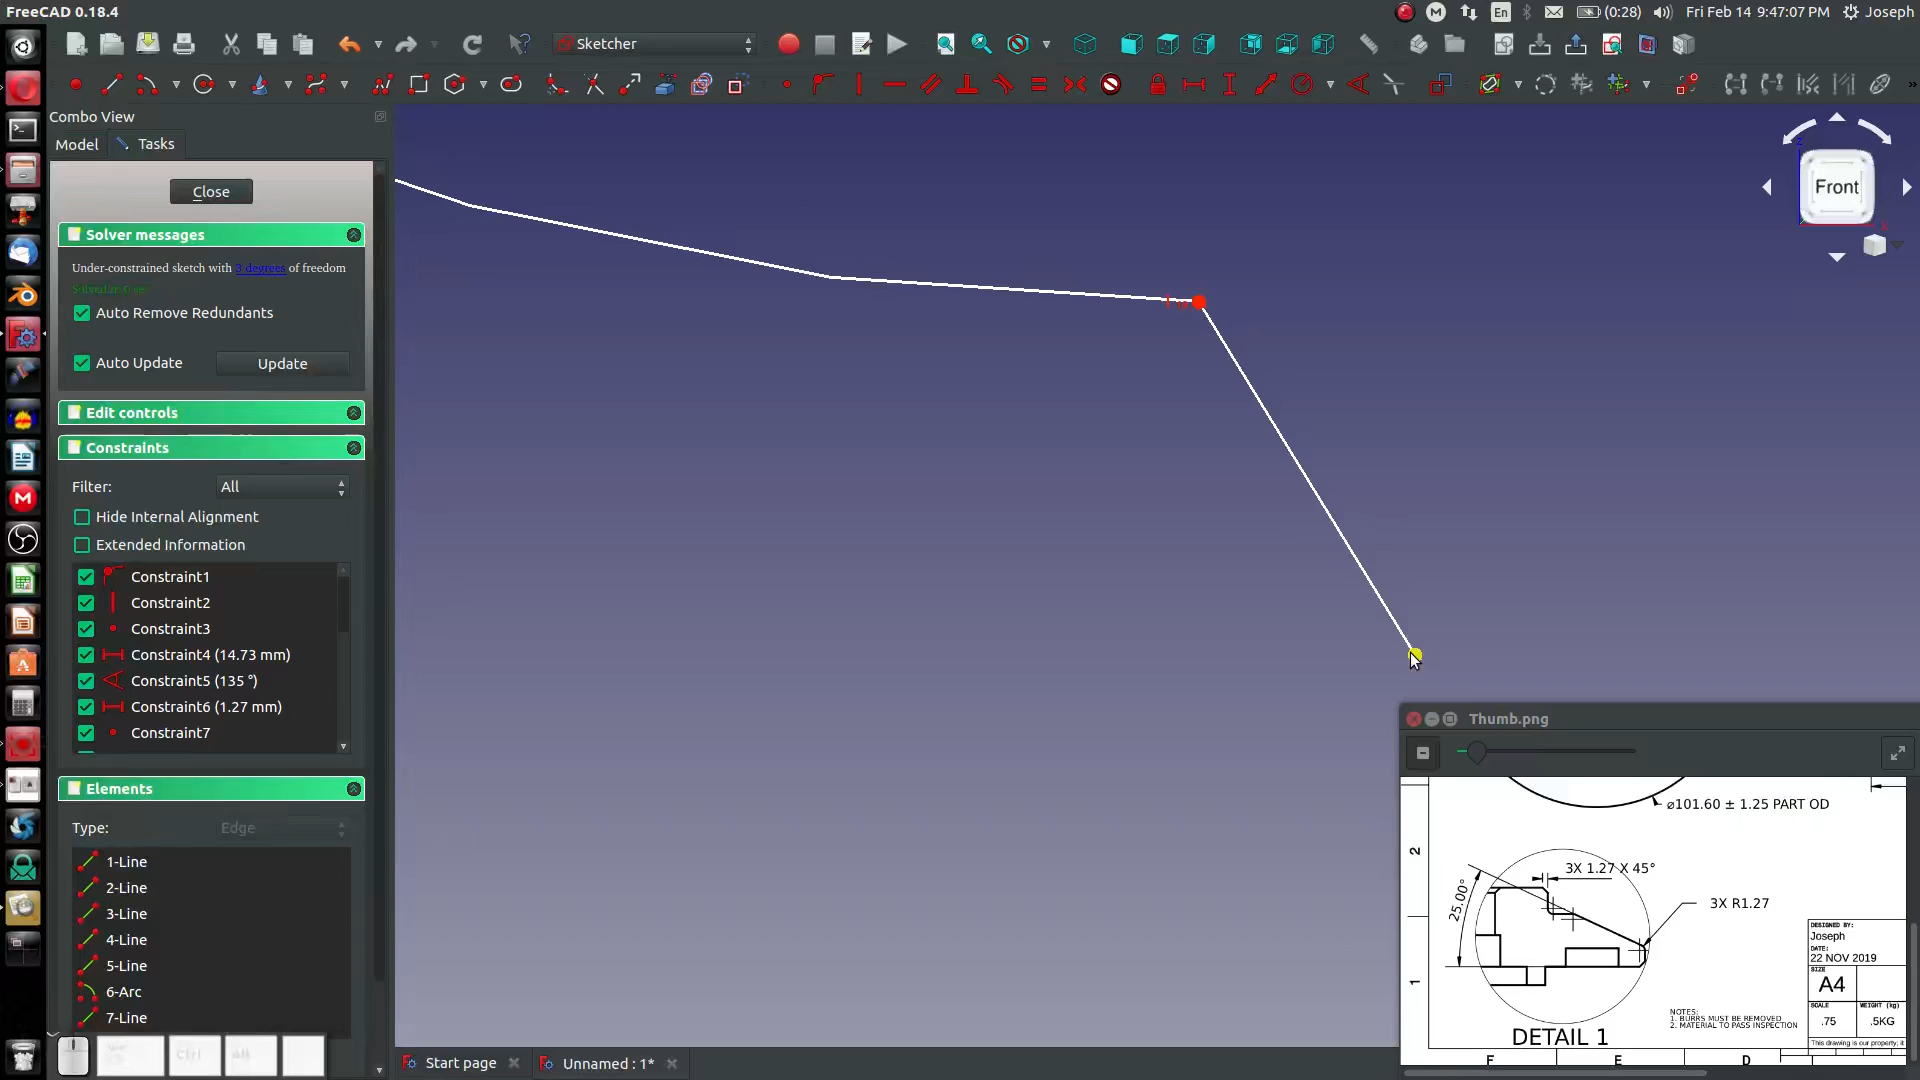 FreeCAD 0.18.4
En
(0:28)
Fri Feb 14 9:47:07 PM
Joseph
Sketcher
Combo View
Model
Tasks
Close
Solver messages
Under-constrained sketch with 3 degrees of freedom
Auto Remove Redundants
Auto Update
Update
Edit controls
Constraints
Filter:
All
Hide Internal Alignment
Extended Information
Constraint1
Constraint2
Constraint3
Constraint4 (14.73 mm)
Constraint5 (135 °)
Constraint6 (1.27 mm)
Constraint7
Elements
Type:
Edge
1-Line
2-Line
3-Line
4-Line
5-Line
6-Arc
7-Line
Ctrl
Alt
Start page
Unnamed : 1*
Front
Z
X
Thumb.png
⌀101.60 ± 1.25 PART OD
2
3X 1.27 X 45°
25.00°
3X R1.27
DESIGNED BY:
Joseph
DATE:
22 NOV 2019
SIZE
A4
SCALE
WEIGHT (kg)
.75
.5KG
1
NOTES:
1. BURRS MUST BE REMOVED
2. MATERIAL TO PASS INSPECTION
This drawing is our property; it
DETAIL 1
F
E
D